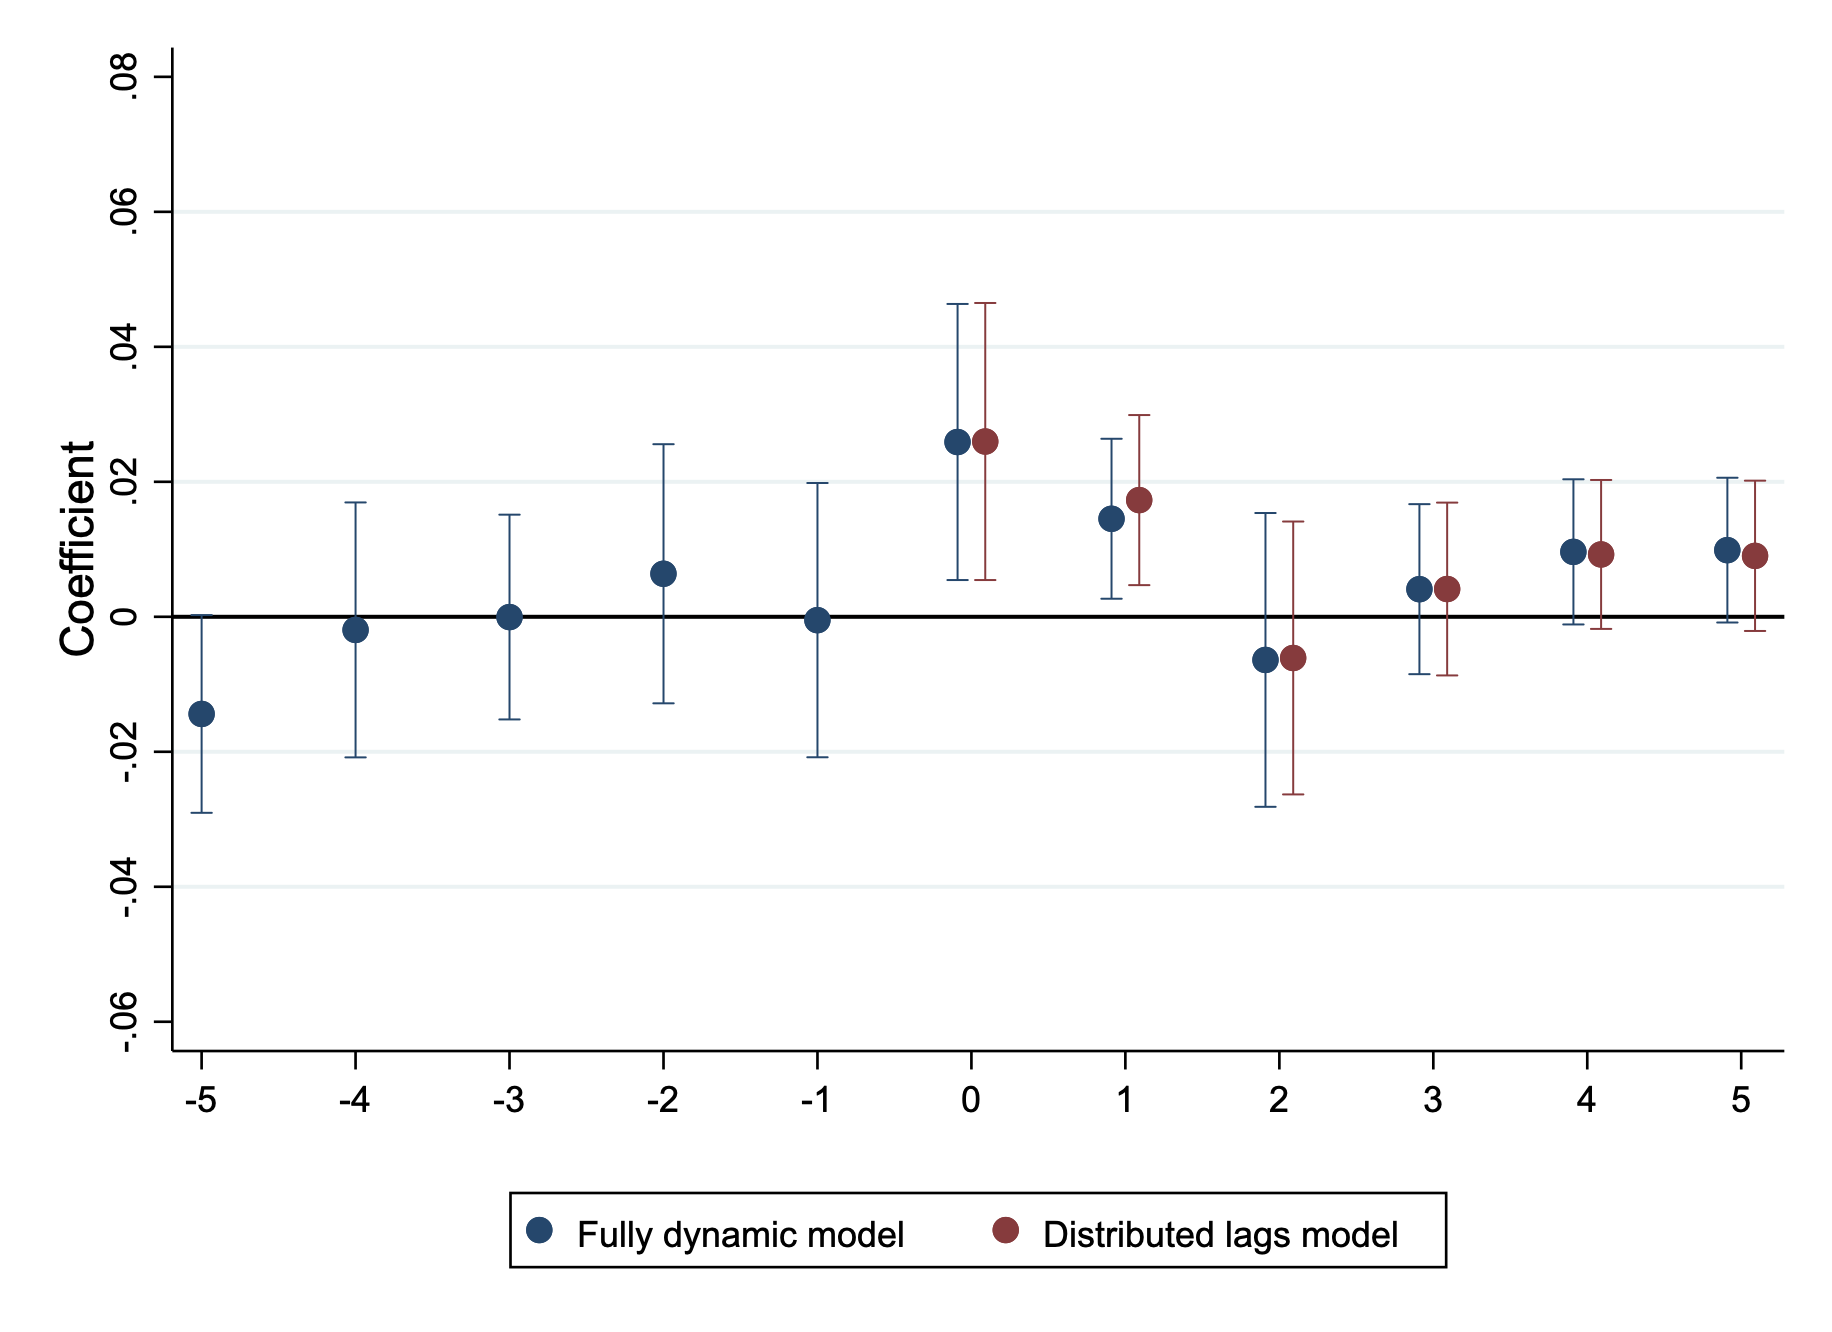 .08
.06
.04
.02
0
-.02
-.04
-.06
Coefficient
-5 -4 -3 -2 -1 0 1 2 3 4 5
Fully dynamic model Distributed lags model